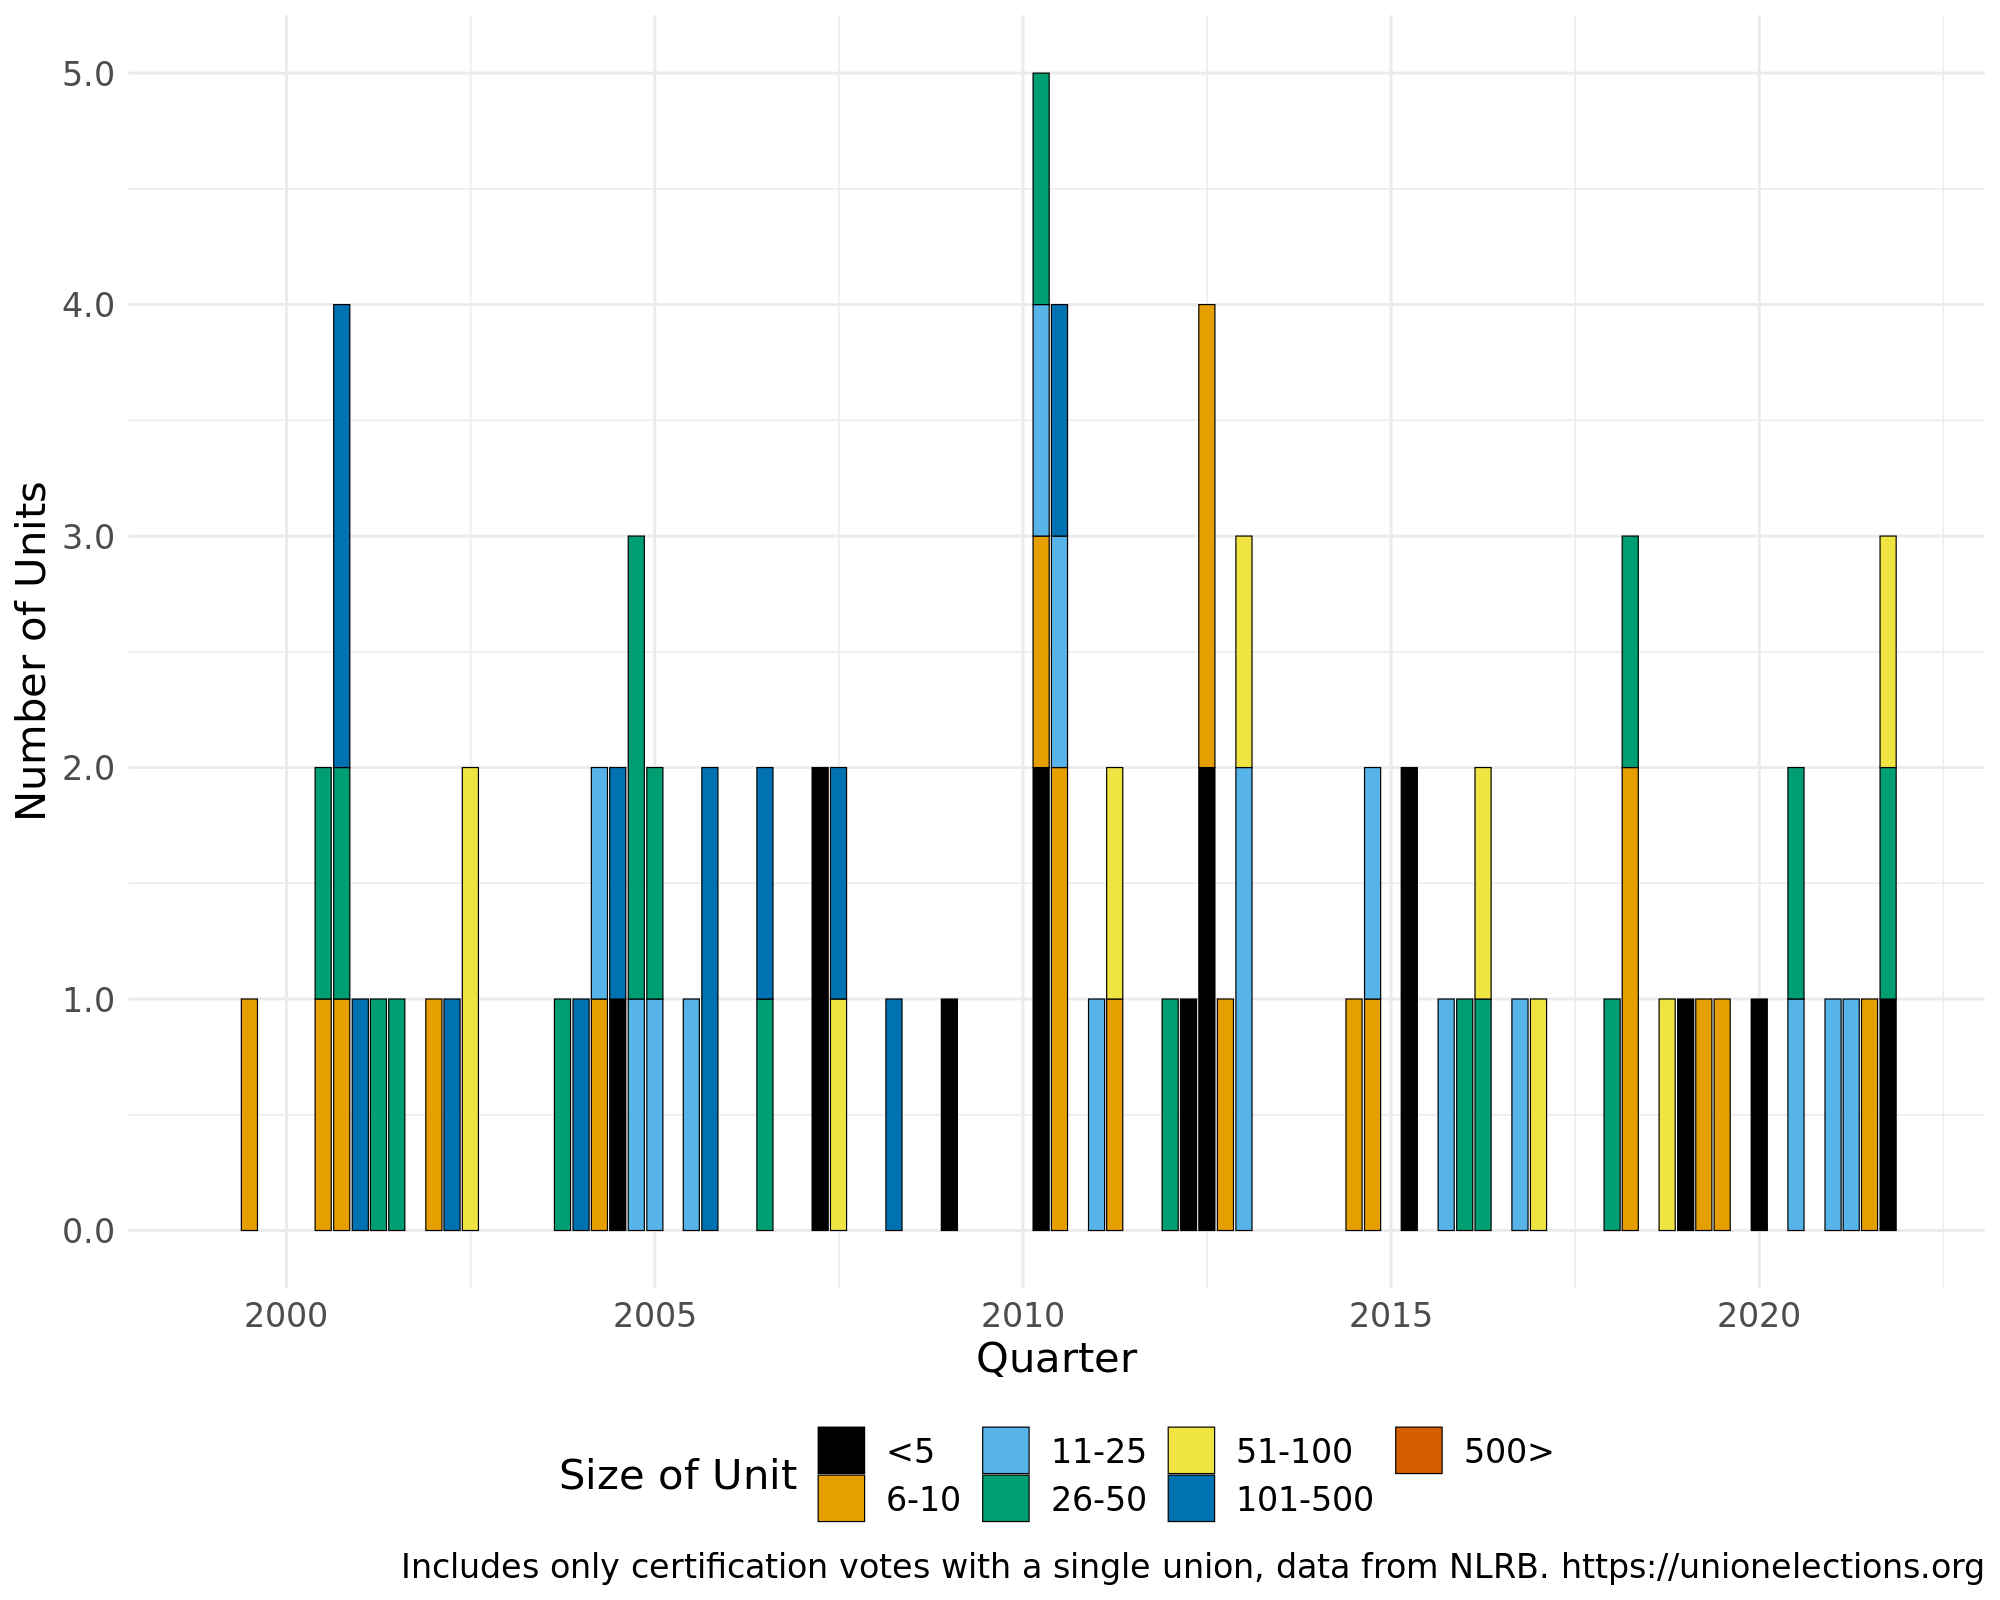 5.0
4.0
3.0
2.0
1.0
0.0
Number of Units
2000 2005 2010 2015 2020
Quarter
Size of Unit
<5 11-25 51-100 500>
6-10 26-50 101-500
Includes only certification votes with a single union, data from NLRB. https://unionelections.org